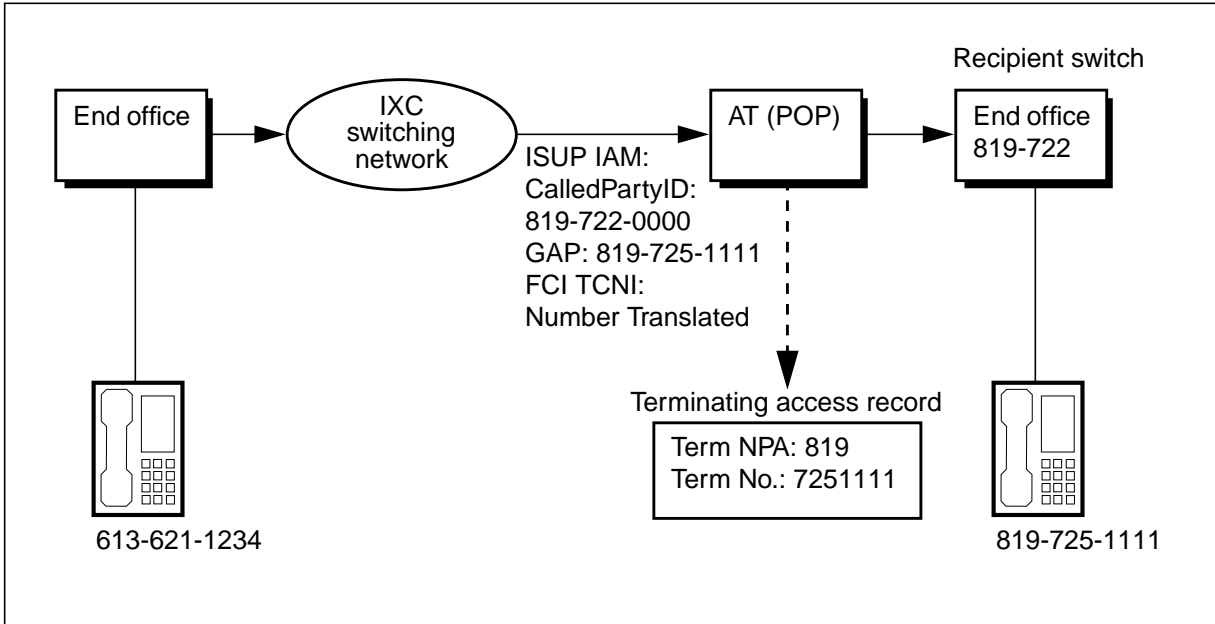 Recipient switch
End office
IXC
switching
network
AT (POP)
End office
819-722
ISUP IAM:
CalledPartyID:
819-722-0000
GAP: 819-725-1111
FCI TCNI:
Number Translated
Terminating access record
Term NPA: 819
Term No.: 7251111
613-621-1234
819-725-1111